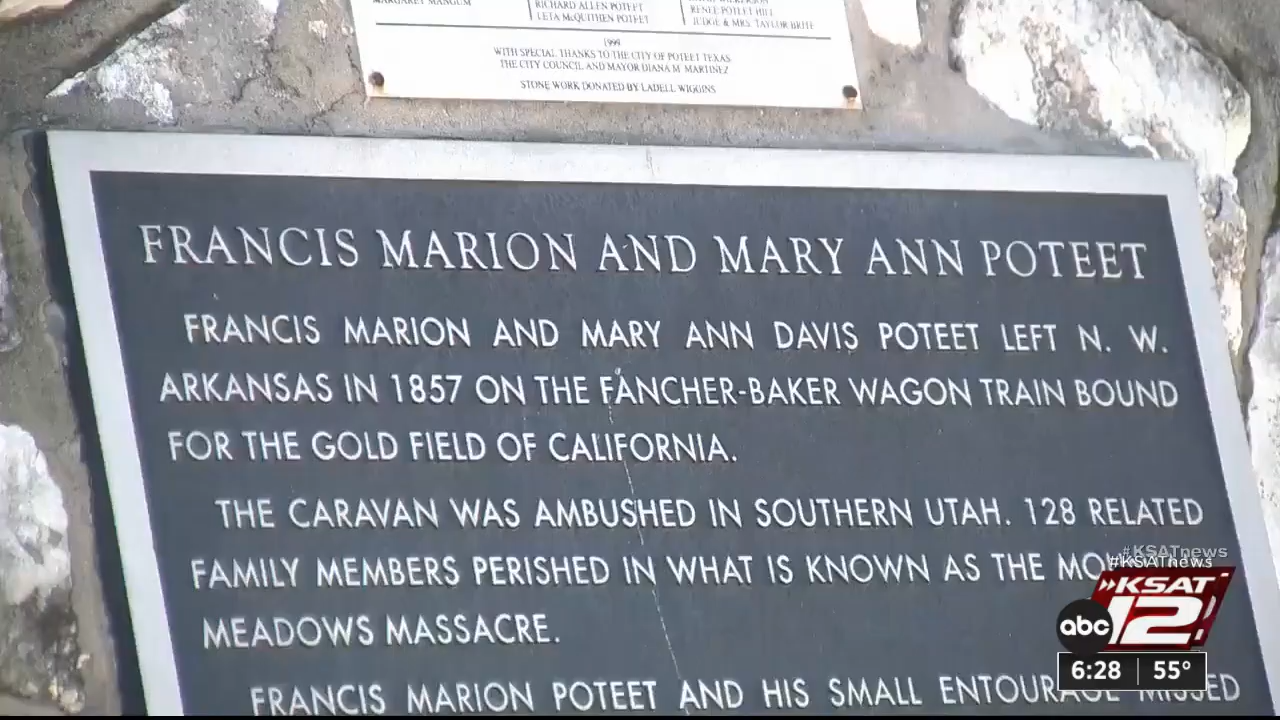 MARGARET MANGUM
RICHARD ALLEN POTEET
LETA McQUITHEN POTEET
RENEE POTEET HILL
JUDGE & MRS. TAYLOR BRITE
1999
WITH SPECIAL THANKS TO THE CITY OF POTEET TEXAS
THE CITY COUNCIL AND MAYOR DIANA M. MARTINEZ
STONE WORK DONATED BY LADELL WIGGINS
FRANCIS MARION AND MARY ANN POTEET
FRANCIS MARION AND MARY ANN DAVIS POTEET LEFT N. W.
ARKANSAS IN 1857 ON THE FANCHER-BAKER WAGON TRAIN BOUND
FOR THE GOLD FIELD OF CALIFORNIA.
THE CARAVAN WAS AMBUSHED IN SOUTHERN UTAH. 128 RELATED
FAMILY MEMBERS PERISHED IN WHAT IS KNOWN AS THE
MEADOWS MASSACRE.
FRANCIS MARION POTEET AND HIS SMALL ENTOURAGE MISSED
#KSATnews
#KSATnews
KSAT
abc 12
6:28 55°